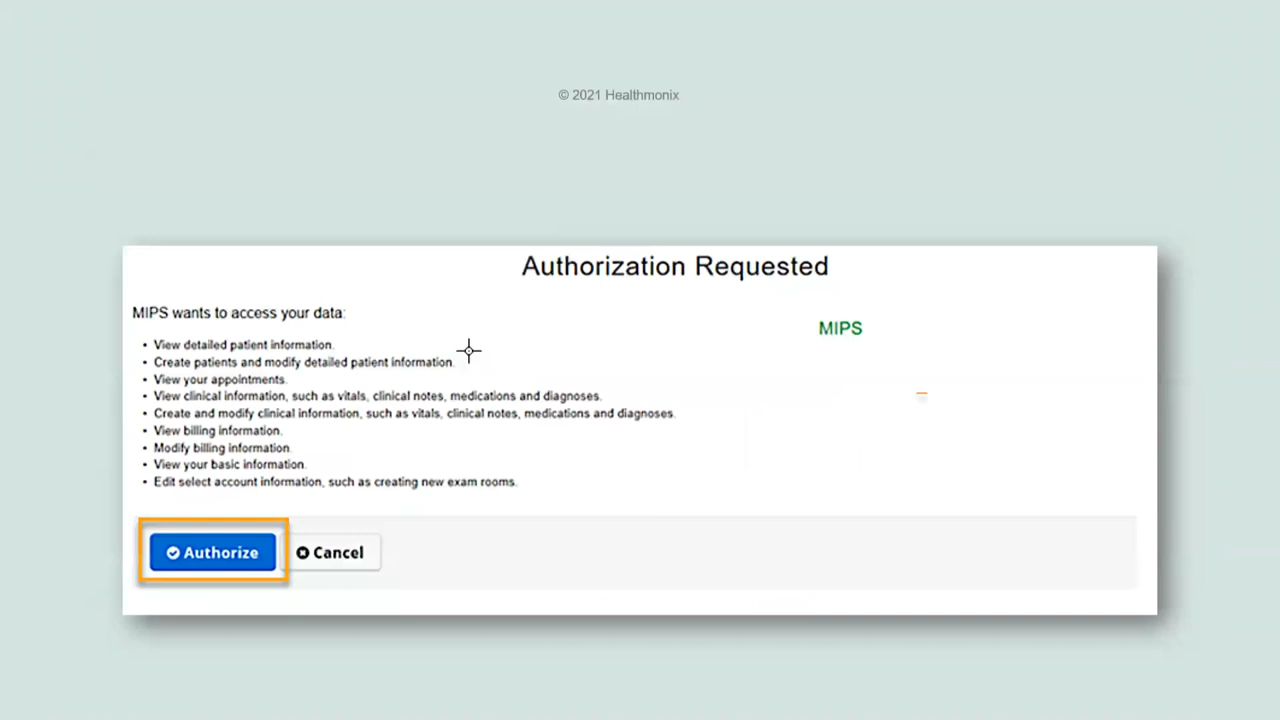 © 2021 Healthmonix
Authorization Requested
MIPS wants to access your data:
MIPS
• View detailed patient information.
• Create patients and modify detailed patient information.
• View your appointments.
• View clinical information, such as vitals, clinical notes, medications and diagnoses.
• Create and modify clinical information, such as vitals, clinical notes, medications and diagnoses.
• View billing information.
• Modify billing information.
• View your basic information.
• Edit select account information, such as creating new exam rooms.
Authorize
Cancel